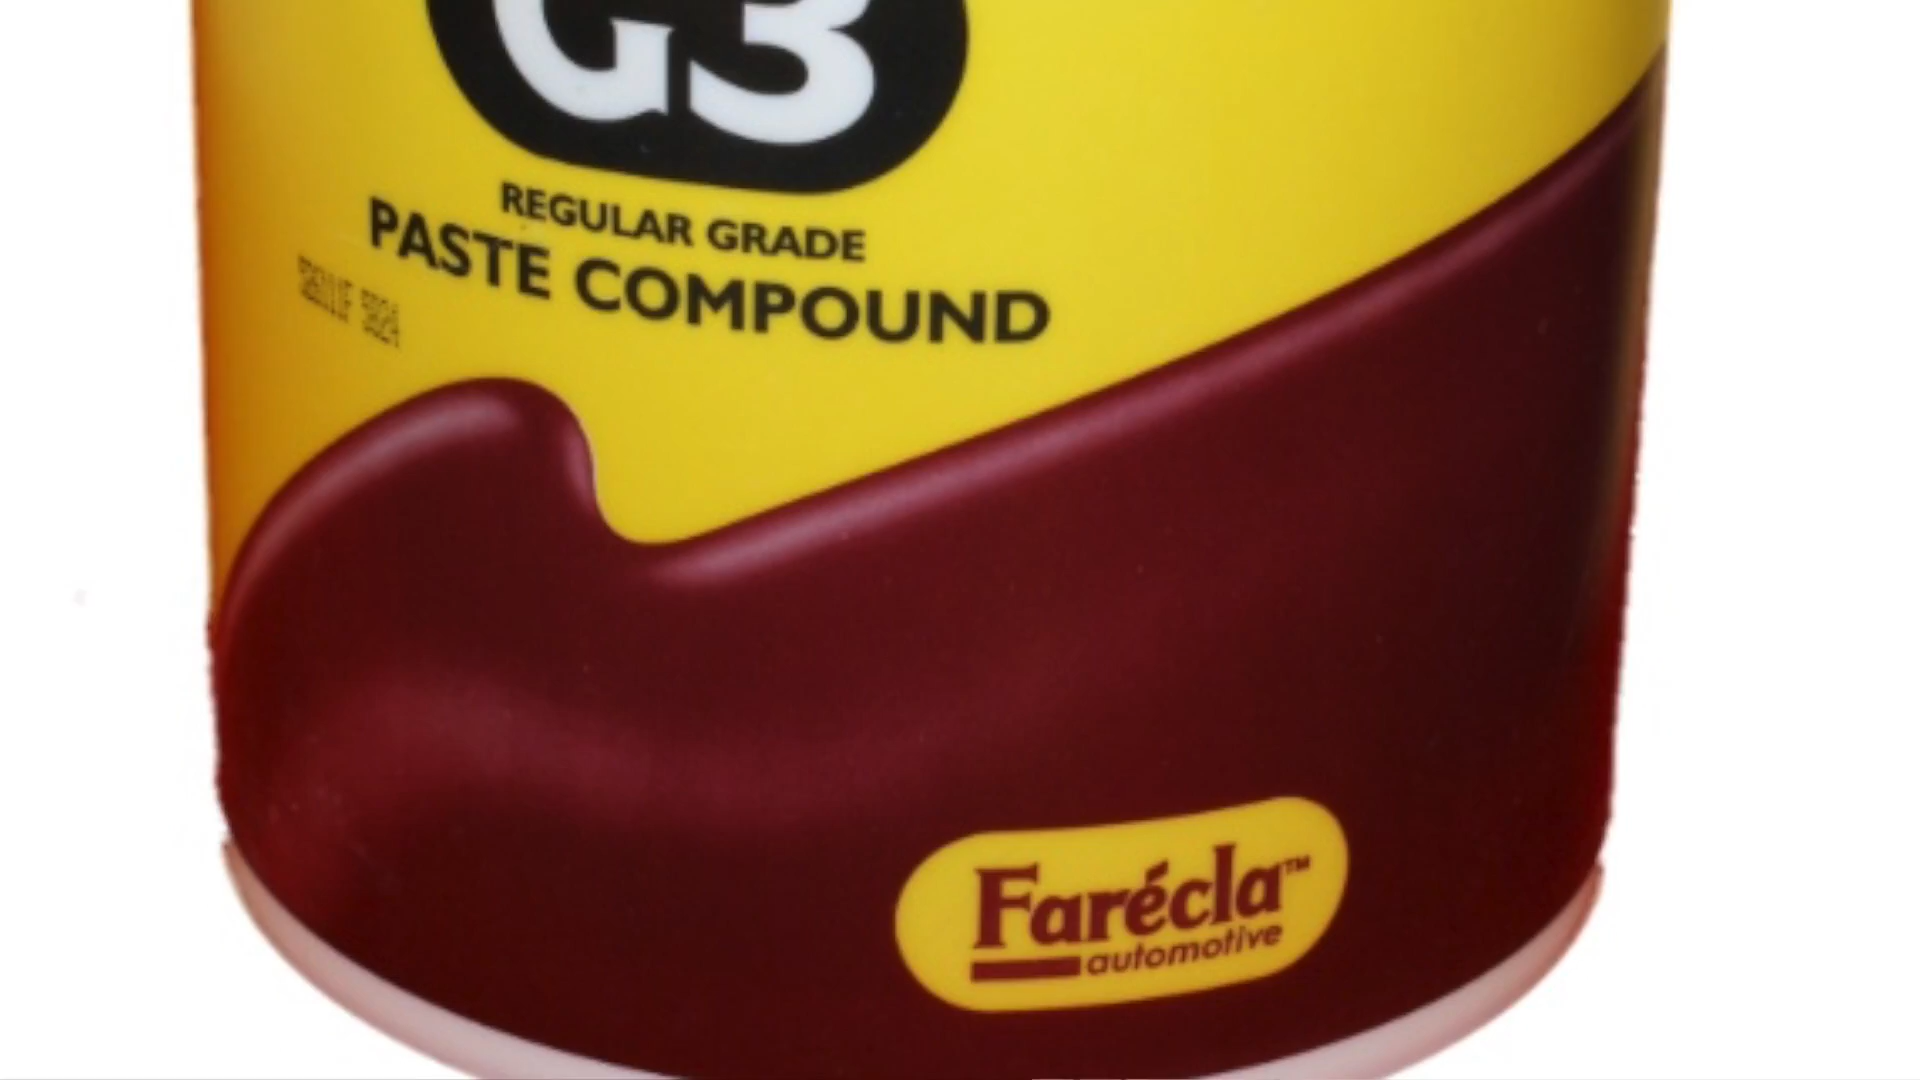 G3
REGULAR GRADE
PASTE COMPOUND
Farécla™
automotive